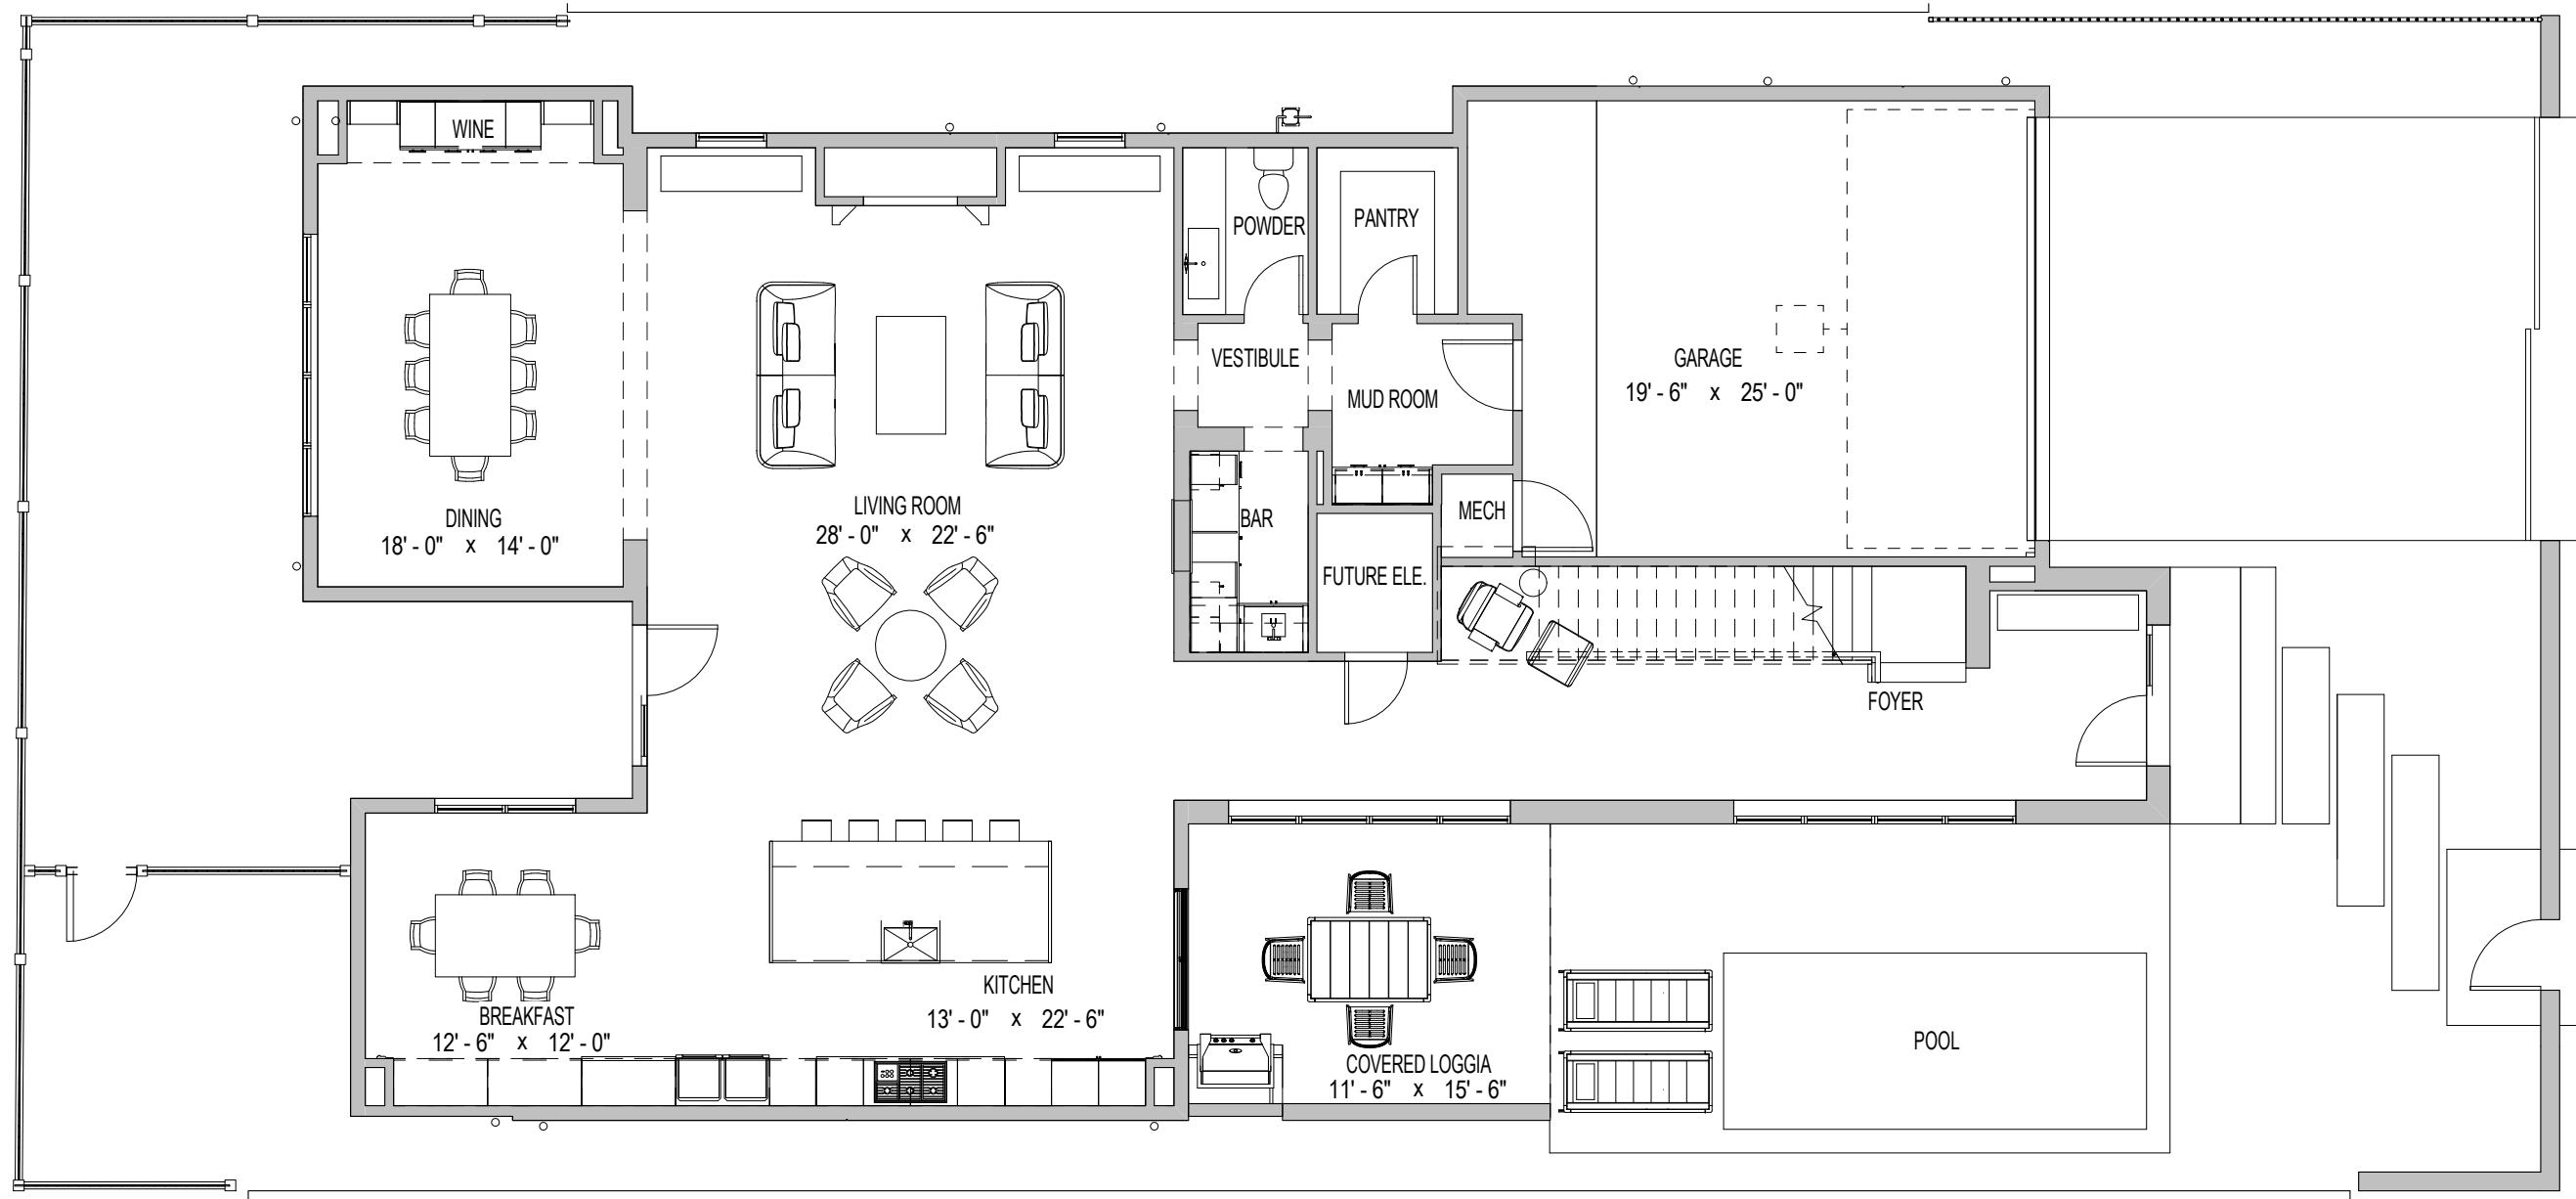 WINE
POWDER
PANTRY
VESTIBULE
GARAGE
19' - 6" x 25' - 0"
MUD ROOM
LIVING ROOM
28' - 0" x 22' - 6"
DINING
18' - 0" x 14' - 0"
BAR
MECH
FUTURE ELE.
FOYER
KITCHEN
13' - 0" x 22' - 6"
BREAKFAST
12' - 6" x 12' - 0"
COVERED LOGGIA
11' - 6" x 15' - 6"
POOL